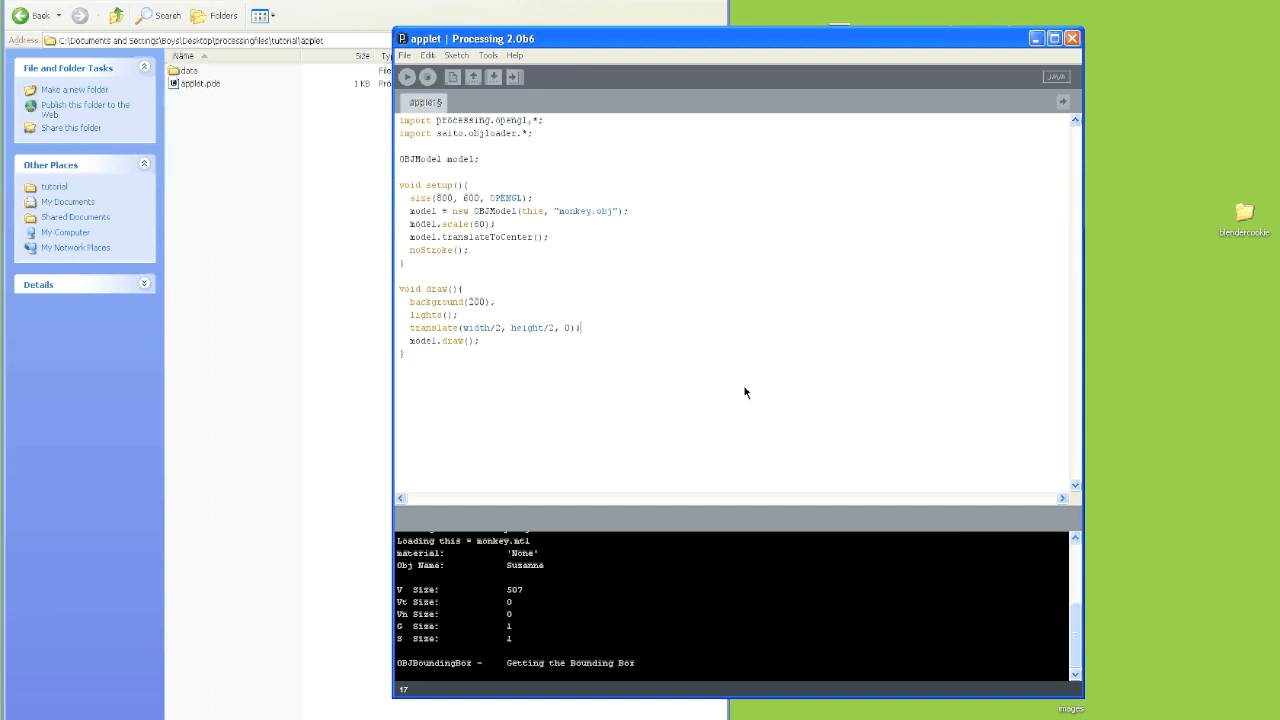 Back
Search
Folders
Address C:\Documents and Settings\Boys\Desktop\processingfiles\tutorial\applet
Name Size Typ
data File
applet.pde 1 KB Pro
File and Folder Tasks
Make a new folder
Publish this folder to the
Web
Share this folder
Other Places
tutorial
My Documents
Shared Documents
My Computer
My Network Places
Details
applet | Processing 2.0b6
File Edit Sketch Tools Help
JAVA
applet §
import processing.opengl.*;
import saito.objloader.*;
OBJModel model;
void setup(){
size(800, 600, OPENGL);
model = new OBJModel(this, "monkey.obj");
model.scale(80);
model.translateToCenter();
noStroke();
}
void draw(){
background(200);
lights();
translate(width/2, height/2, 0);
model.draw();
}
Loading this = monkey.mtl
material: 'None'
Obj Name: Suzanne
V Size: 507
Vt Size: 0
Vn Size: 0
G Size: 1
S Size: 1
OBJBoundingBox - Getting the Bounding Box
17
blendercookie
images